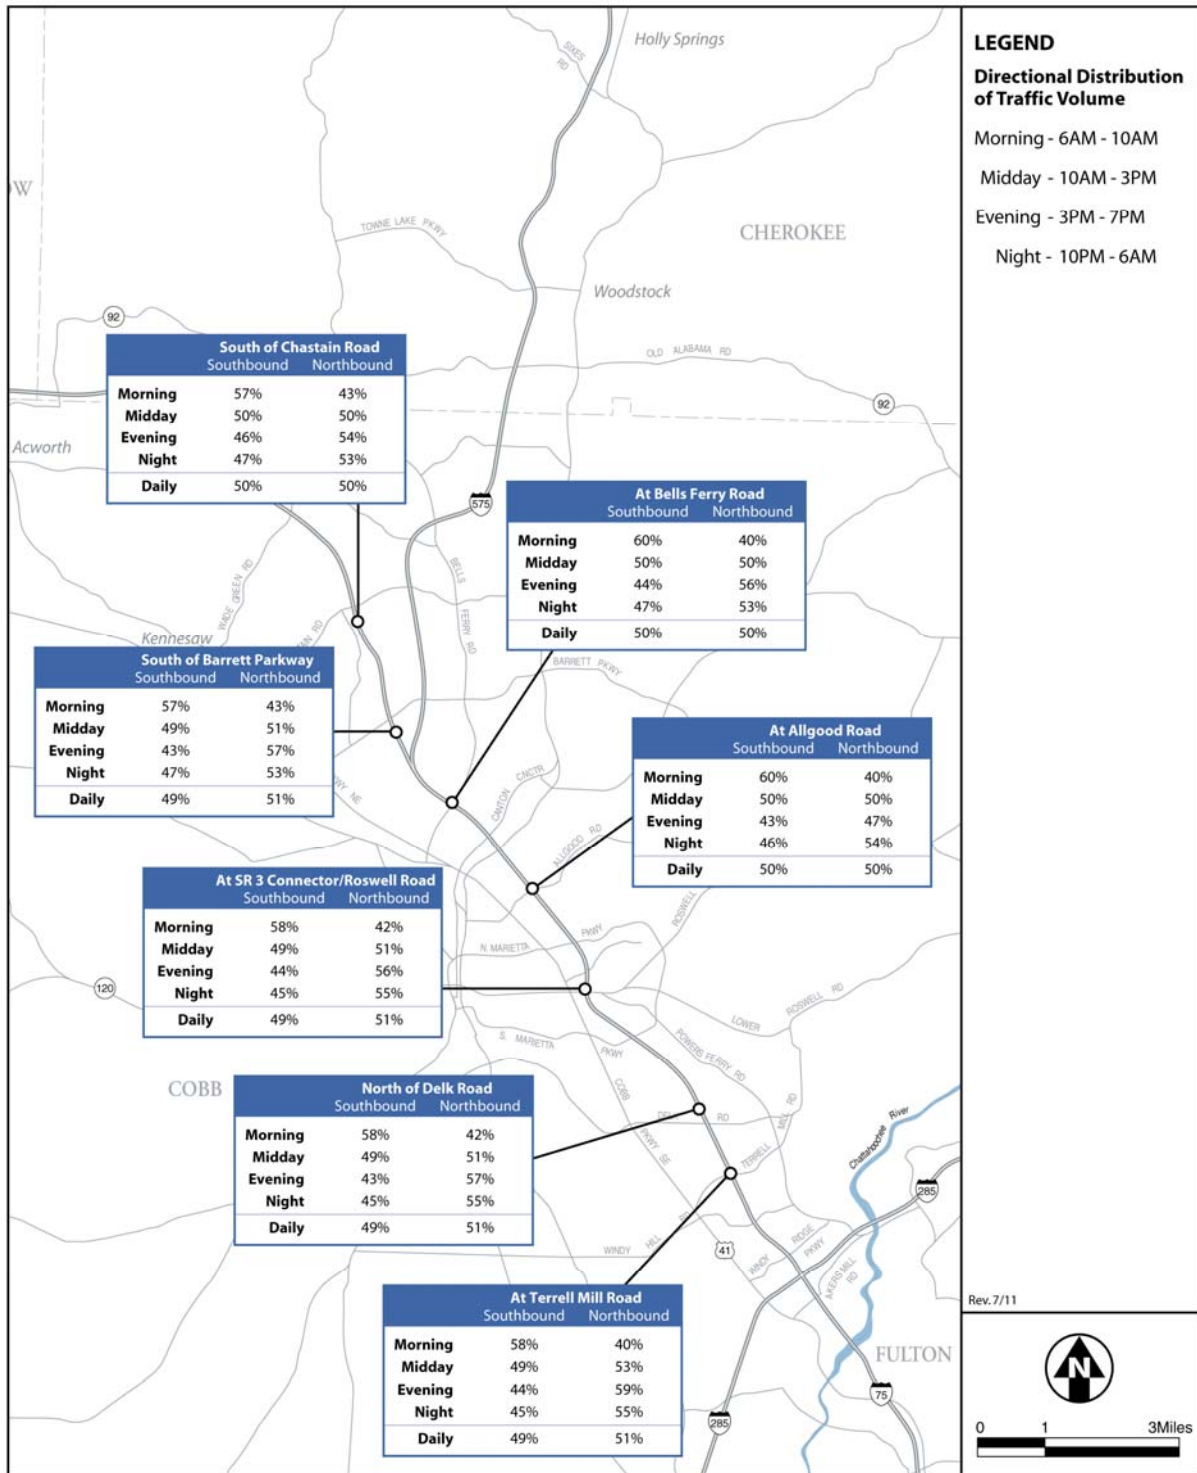 Holly Springs
SIXES RD
OW
TOWNE LAKE PKWY
CHEROKEE
Woodstock
92
OLD ALABAMA RD
92
Acworth
South of Chastain Road
Southbound Northbound
Morning 57% 43%
Midday 50% 50%
Evening 46% 54%
Night 47% 53%
Daily 50% 50%
575
At Bells Ferry Road
Southbound Northbound
Morning 60% 40%
Midday 50% 50%
Evening 44% 56%
Night 47% 53%
Daily 50% 50%
WADE GREEN RD
BELLS FERRY RD
Kennesaw
BARRETT PKWY
South of Barrett Parkway
Southbound Northbound
Morning 57% 43%
Midday 49% 51%
Evening 43% 57%
Night 47% 53%
Daily 49% 51%
At Allgood Road
Southbound Northbound
Morning 60% 40%
Midday 50% 50%
Evening 43% 47%
Night 46% 54%
Daily 50% 50%
PKWY NE
CANTON CNCTR
ALLGOOD RD
At SR 3 Connector/Roswell Road
Southbound Northbound
Morning 58% 42%
Midday 49% 51%
Evening 44% 56%
Night 45% 55%
Daily 49% 51%
120
N. MARIETTA PKWY
ROSWELL
LOWER ROSWELL RD
S. MARIETTA PKWY
POWERS FERRY RD
COBB
COBB PKWY SE
North of Delk Road
Southbound Northbound
Morning 58% 42%
Midday 49% 51%
Evening 43% 57%
Night 45% 55%
Daily 49% 51%
RD
TERRELL MILL RD
Chattahoochee River
285
WINDY HILL RD
41
WINDY RIDGE PKWY
AKERS MILL RD
At Terrell Mill Road
Southbound Northbound
Morning 58% 40%
Midday 49% 53%
Evening 44% 59%
Night 45% 55%
Daily 49% 51%
FULTON
75
285
LEGEND
Directional Distribution
of Traffic Volume
Morning - 6AM - 10AM
Midday - 10AM - 3PM
Evening - 3PM - 7PM
Night - 10PM - 6AM
Rev. 7/11
N
0 1 3Miles